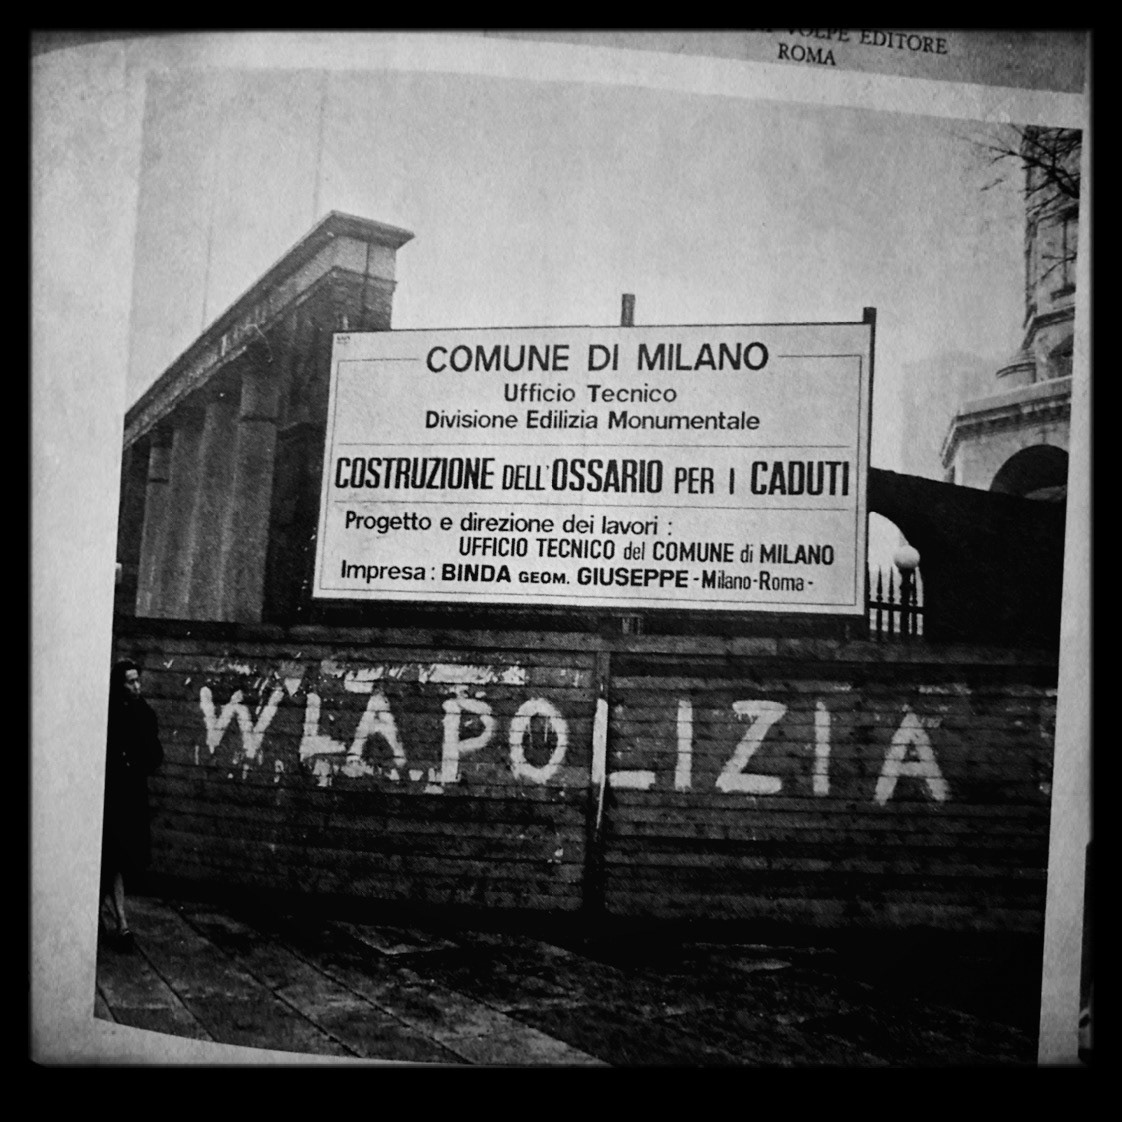 VOLPE EDITORE
ROMA
COMUNE DI MILANO
Ufficio Tecnico
Divisione Edilizia Monumentale
COSTRUZIONE DELL'OSSARIO PER I CADUTI
Progetto e direzione dei lavori :
UFFICIO TECNICO del COMUNE di MILANO
Impresa : BINDA GEOM. GIUSEPPE - Milano - Roma -
W LA POLIZIA